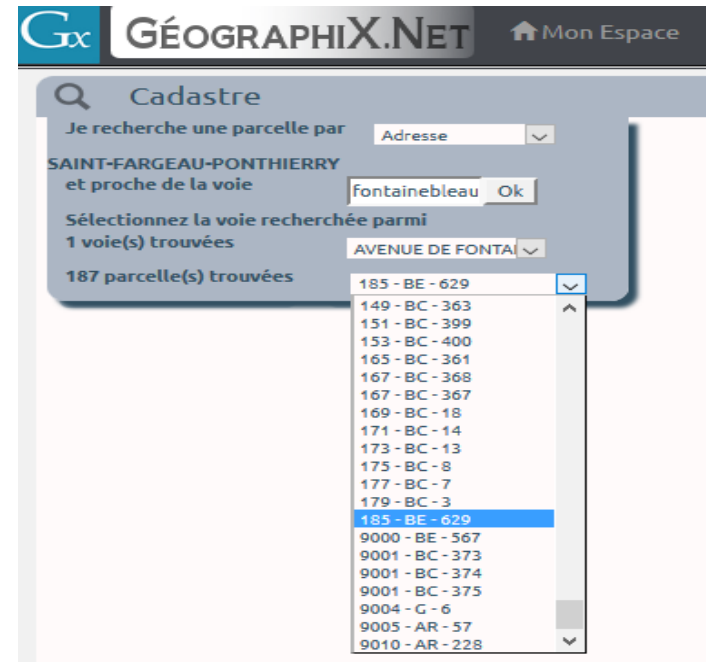 Gx GÉOGRAPHIX.NET Mon Espace
Cadastre
Je recherche une parcelle par Adresse
SAINT-FARGEAU-PONTHIERRY
et proche de la voie fontainebleau Ok
Sélectionnez la voie recherchée parmi
1 voie(s) trouvées AVENUE DE FONTAI
187 parcelle(s) trouvées 185 - BE - 629
149 - BC - 363
151 - BC - 399
153 - BC - 400
165 - BC - 361
167 - BC - 368
167 - BC - 367
169 - BC - 18
171 - BC - 14
173 - BC - 13
175 - BC - 8
177 - BC - 7
179 - BC - 3
185 - BE - 629
9000 - BE - 567
9001 - BC - 373
9001 - BC - 374
9001 - BC - 375
9004 - G - 6
9005 - AR - 57
9010 - AR - 228